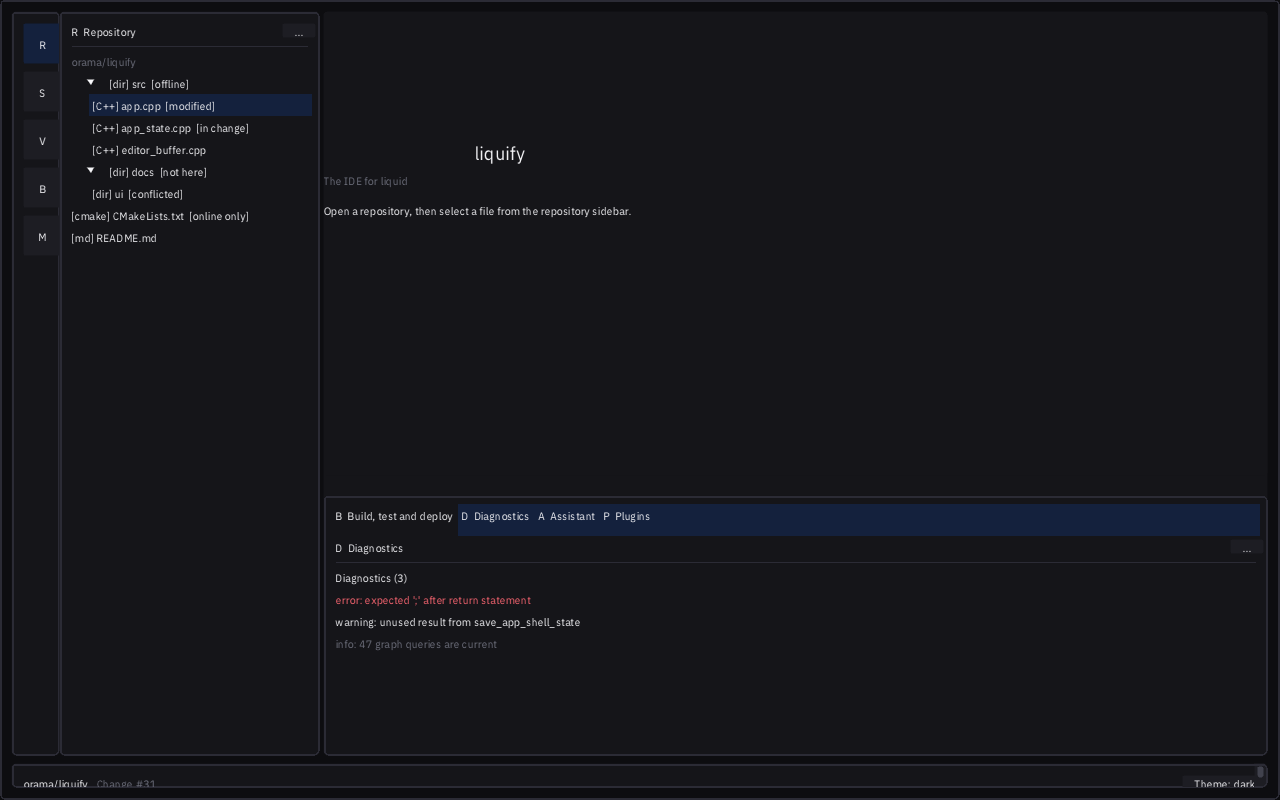 R
S
V
B
M
R Repository
...
orama/liquify
[dir] src [offline]
[C++] app.cpp [modified]
[C++] app_state.cpp [in change]
[C++] editor_buffer.cpp
[dir] docs [not here]
[dir] ui [conflicted]
[cmake] CMakeLists.txt [online only]
[md] README.md
liquify
The IDE for liquid
Open a repository, then select a file from the repository sidebar.
B Build, test and deploy D Diagnostics A Assistant P Plugins
D Diagnostics
...
Diagnostics (3)
error: expected ';' after return statement
warning: unused result from save_app_shell_state
info: 47 graph queries are current
orama/liquify Change #31
Theme: dark